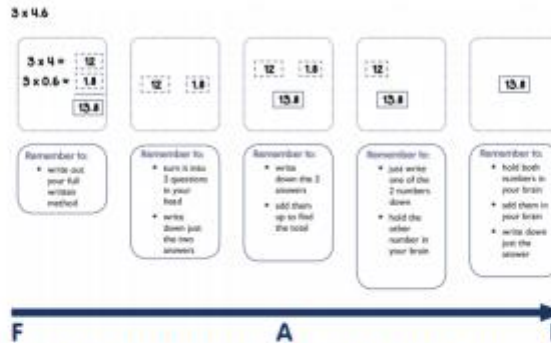 3 x 4.6
3 x 4 = 12
3 x 0.6 = 1.8
13.8
12 1.8
12 1.8
13.8
12
13.8
13.8
Remember to:
• write out
your full
written
method
Remember to:
• turn it into
2 questions
in your
head
• write
down just
the two
answers
Remember to:
• write
down the 2
answers
• add them
up to find
the total
Remember to:
• just write
one of the
2 numbers
down
• hold the
other
number in
your brain
Remember to:
• hold both
numbers in
your brain
• add them in
your brain
• write down
just the
answer
F A